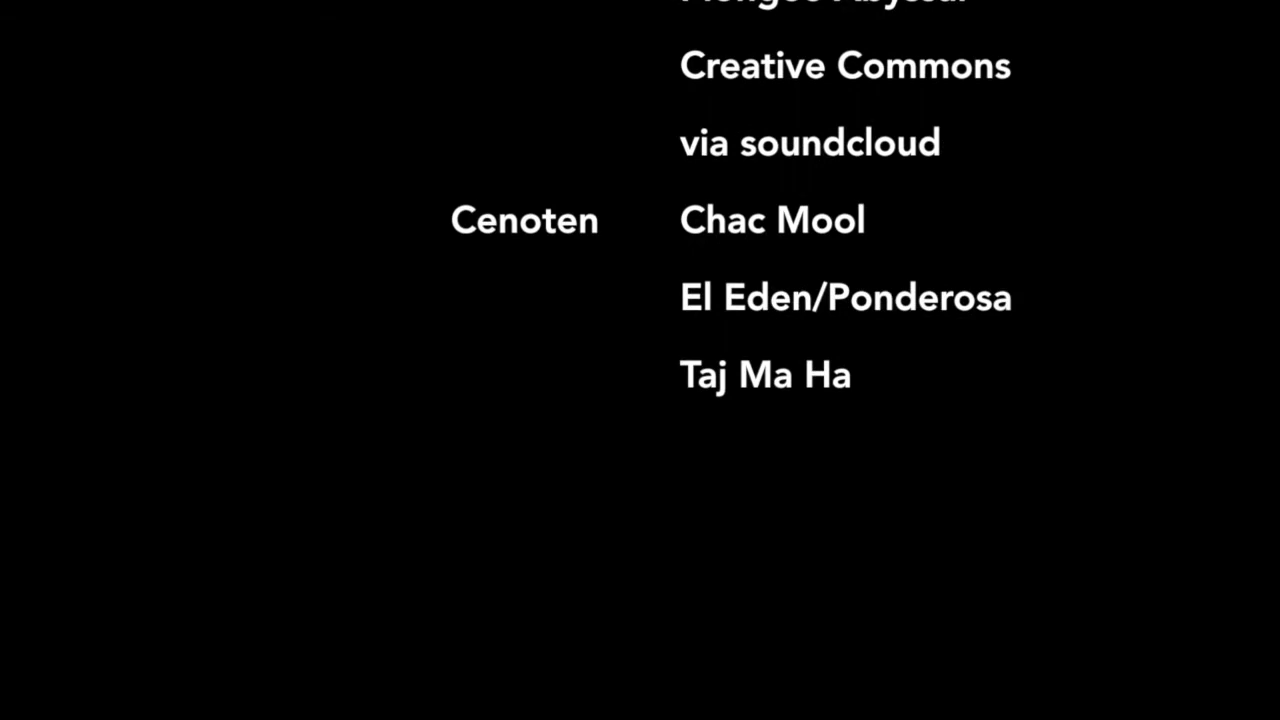 Creative Commons
via soundcloud
Cenoten Chac Mool
El Eden/Ponderosa
Taj Ma Ha